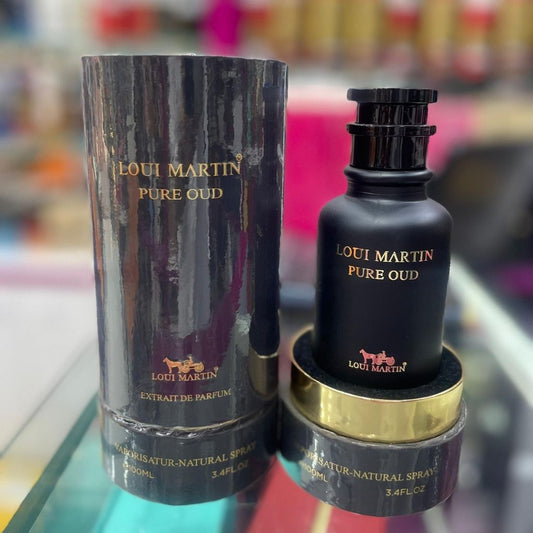 LOUI MARTIN®
PURE OUD
LOUI MARTIN
EXTRAIT DE PARFUM
VAPORISATUR-NATURAL SPRAY
100ML
3.4FL.OZ
LOUI MARTIN
PURE OUD
LOUI MARTIN
VAPORISATUR-NATURAL SPRAY
100ML
3.4FL.OZ